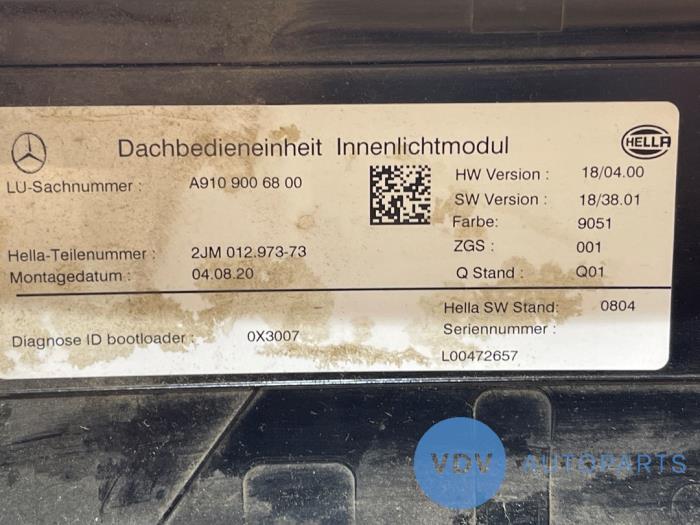 Dachbedieneinheit Innenlichtmodul
HELLA
LU-Sachnummer : A910 900 68 00
HW Version : 18/04.00
SW Version : 18/38.01
Farbe: 9051
Hella-Teilenummer : 2JM 012.973-73
ZGS : 001
Montagedatum : 04.08.20
Q Stand : Q01
Hella SW Stand: 0804
Diagnose ID bootloader : 0X3007
Seriennummer :
L00472657
VDV AUTOPARTS